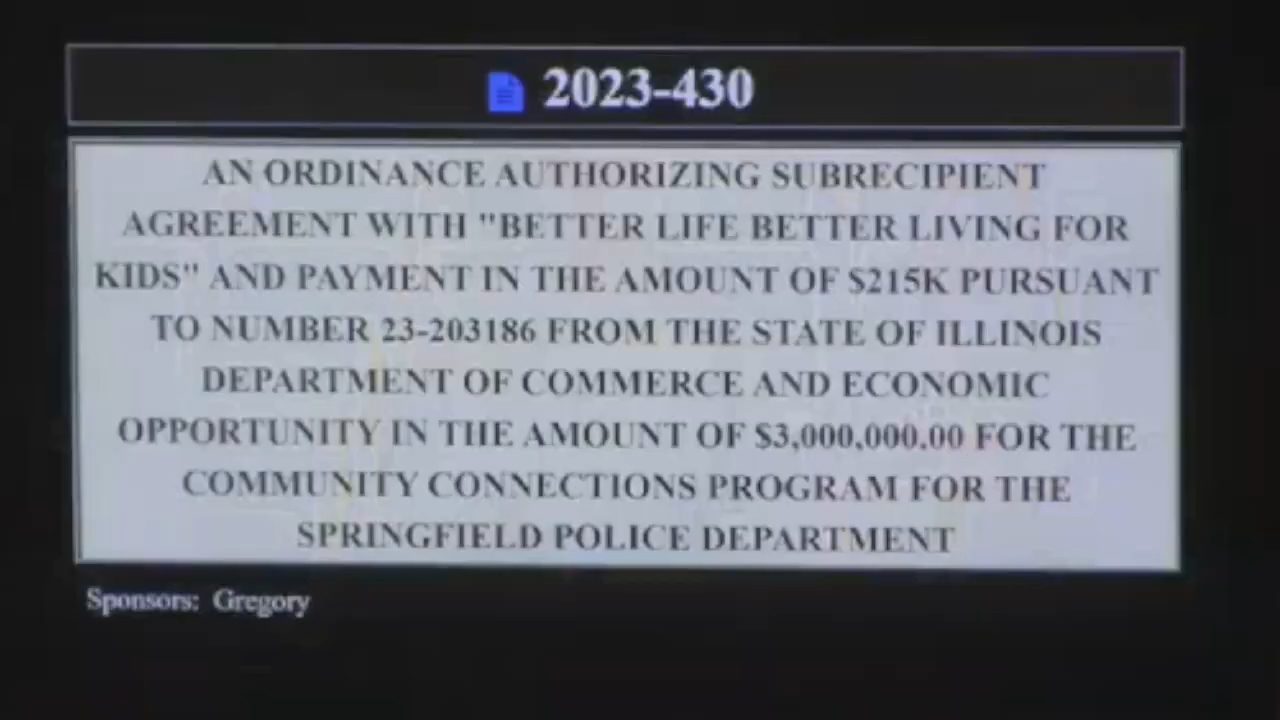 2023-430
AN ORDINANCE AUTHORIZING SUBRECIPIENT
AGREEMENT WITH "BETTER LIFE BETTER LIVING FOR
KIDS" AND PAYMENT IN THE AMOUNT OF $215K PURSUANT
TO NUMBER 23-203186 FROM THE STATE OF ILLINOIS
DEPARTMENT OF COMMERCE AND ECONOMIC
OPPORTUNITY IN THE AMOUNT OF $3,000,000.00 FOR THE
COMMUNITY CONNECTIONS PROGRAM FOR THE
SPRINGFIELD POLICE DEPARTMENT
Sponsors: Gregory